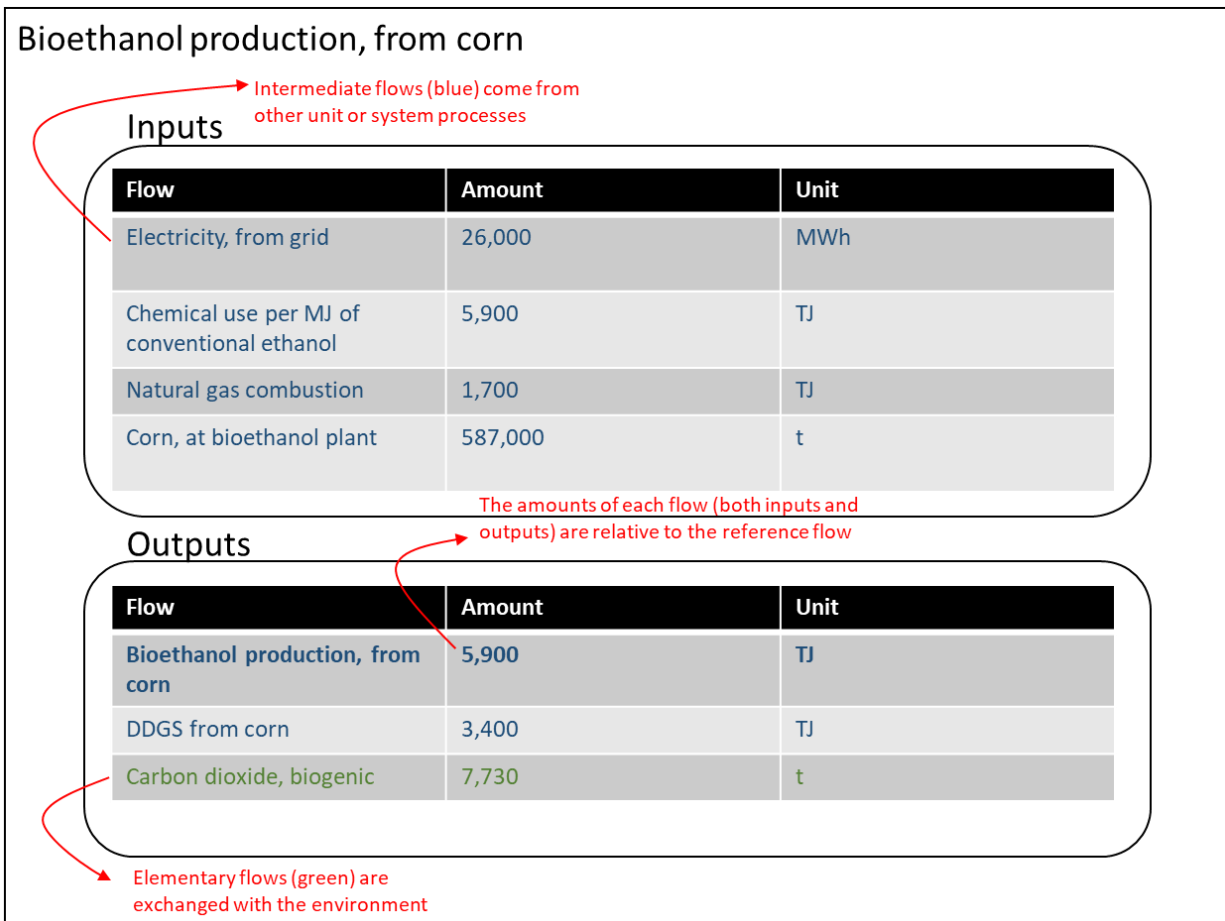 Bioethanol production, from corn
Intermediate flows (blue) come from
other unit or system processes
Inputs
Flow Amount Unit
Electricity, from grid 26,000 MWh
Chemical use per MJ of
conventional ethanol 5,900 TJ
Natural gas combustion 1,700 TJ
Corn, at bioethanol plant 587,000 t
The amounts of each flow (both inputs and
outputs) are relative to the reference flow
Outputs
Flow Amount Unit
Bioethanol production, from
corn 5,900 TJ
DDGS from corn 3,400 TJ
Carbon dioxide, biogenic 7,730 t
Elementary flows (green) are
exchanged with the environment